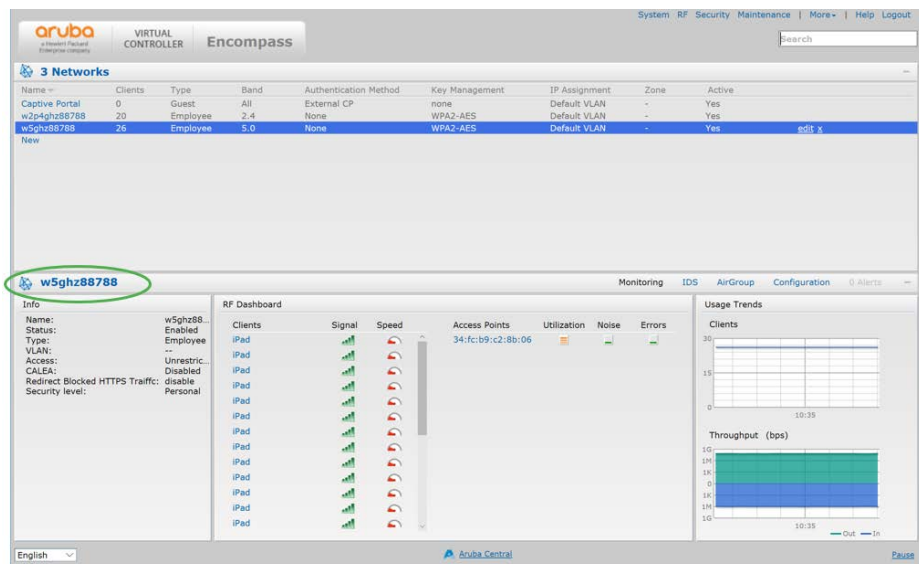 System RF Security Maintenance | More | Help Logout
aruba
a Hewlett Packard
Enterprise company
VIRTUAL
CONTROLLER
Encompass
Search
3 Networks
Name Clients Type Band Authentication Method Key Management IP Assignment Zone Active
Captive Portal 0 Guest All External CP none Default VLAN - Yes
w2p4ghz88788 20 Employee 2.4 None WPA2-AES Default VLAN - Yes
w5ghz88788 26 Employee 5.0 None WPA2-AES Default VLAN - Yes edit x
New
w5ghz88788
Monitoring IDS AirGroup Configuration 0 Alerts
Info
Name: w5ghz88...
Status: Enabled
Type: Employee
VLAN: --
Access: Unrestric...
CALEA: Disabled
Redirect Blocked HTTPS Traiffc: disable
Security level: Personal
RF Dashboard
Clients Signal Speed
iPad
iPad
iPad
iPad
iPad
iPad
iPad
iPad
iPad
iPad
iPad
iPad
iPad
Access Points Utilization Noise Errors
34:fc:b9:c2:8b:06
Usage Trends
Clients
30
15
0
10:35
Throughput (bps)
1G
1M
1K
0
1K
1M
1G
10:35
Out In
English
Aruba Central
Pause